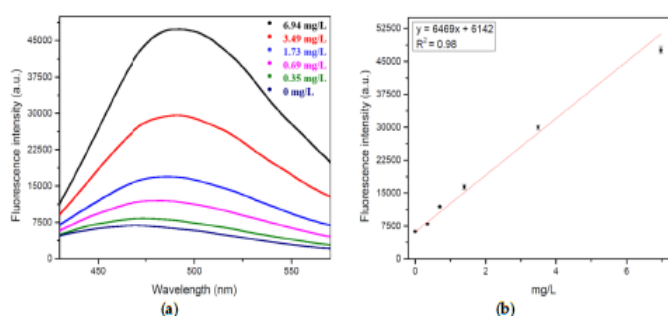 6.94 mg/L
3.49 mg/L
1.73 mg/L
0.69 mg/L
0.35 mg/L
0 mg/L
Fluorescence intensity (a.u.)
45000
37500
30000
22500
15000
7500
0
450
500
550
Wavelength (nm)
(a)
y = 6469x + 6142
R² = 0.98
Fluorescence intensity (a.u.)
52500
45000
37500
30000
22500
15000
7500
0
0
2
4
6
mg/L
(b)